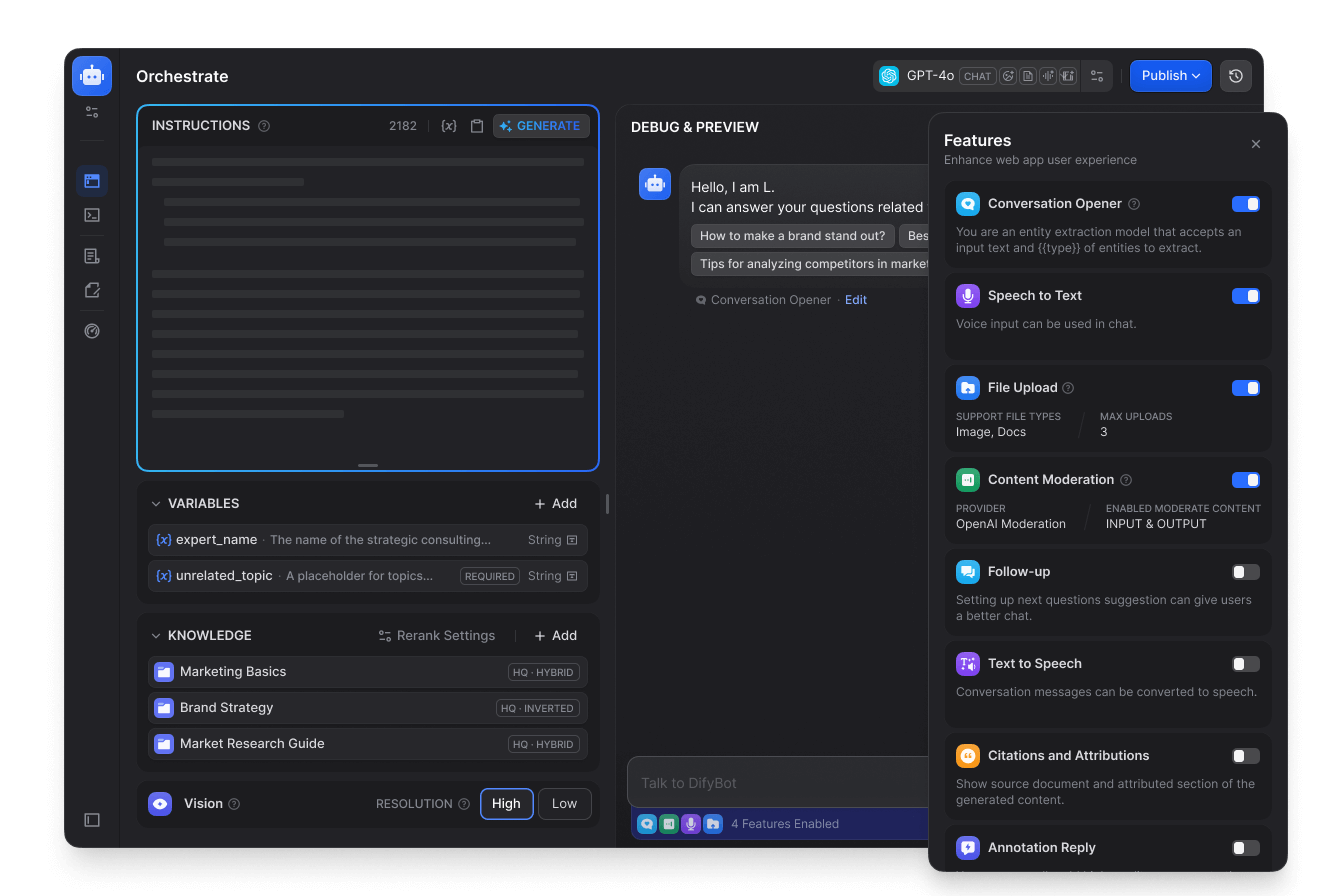 Orchestrate
GPT-4o CHAT
Publish
INSTRUCTIONS 2182 {x} GENERATE
VARIABLES + Add
{x} expert_name · The name of the strategic consulting... String
{x} unrelated_topic · A placeholder for topics... REQUIRED String
KNOWLEDGE Rerank Settings + Add
Marketing Basics HQ · HYBRID
Brand Strategy HQ · INVERTED
Market Research Guide HQ · HYBRID
Vision RESOLUTION High Low
DEBUG & PREVIEW
Hello, I am L.
I can answer your questions related
How to make a brand stand out? Bes
Tips for analyzing competitors in market
Conversation Opener · Edit
Talk to DifyBot
4 Features Enabled
Features
Enhance web app user experience
Conversation Opener
You are an entity extraction model that accepts an
input text and {{type}} of entities to extract.
Speech to Text
Voice input can be used in chat.
File Upload
SUPPORT FILE TYPES MAX UPLOADS
Image, Docs 3
Content Moderation
PROVIDER ENABLED MODERATE CONTENT
OpenAI Moderation INPUT & OUTPUT
Follow-up
Setting up next questions suggestion can give users
a better chat.
Text to Speech
Conversation messages can be converted to speech.
Citations and Attributions
Show source document and attributed section of the
generated content.
Annotation Reply